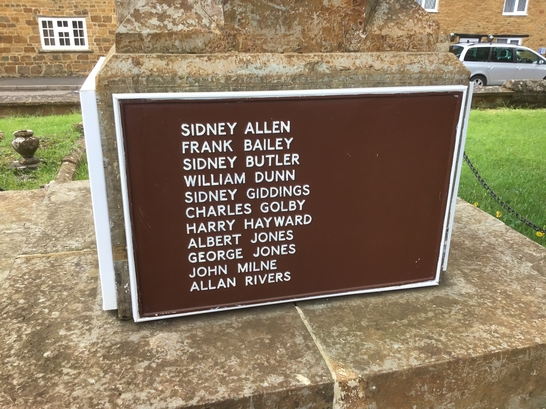 SIDNEY ALLEN
FRANK BAILEY
SIDNEY BUTLER
WILLIAM DUNN
SIDNEY GIDDINGS
CHARLES GOLBY
HARRY HAYWARD
ALBERT JONES
GEORGE JONES
JOHN MILNE
ALLAN RIVERS